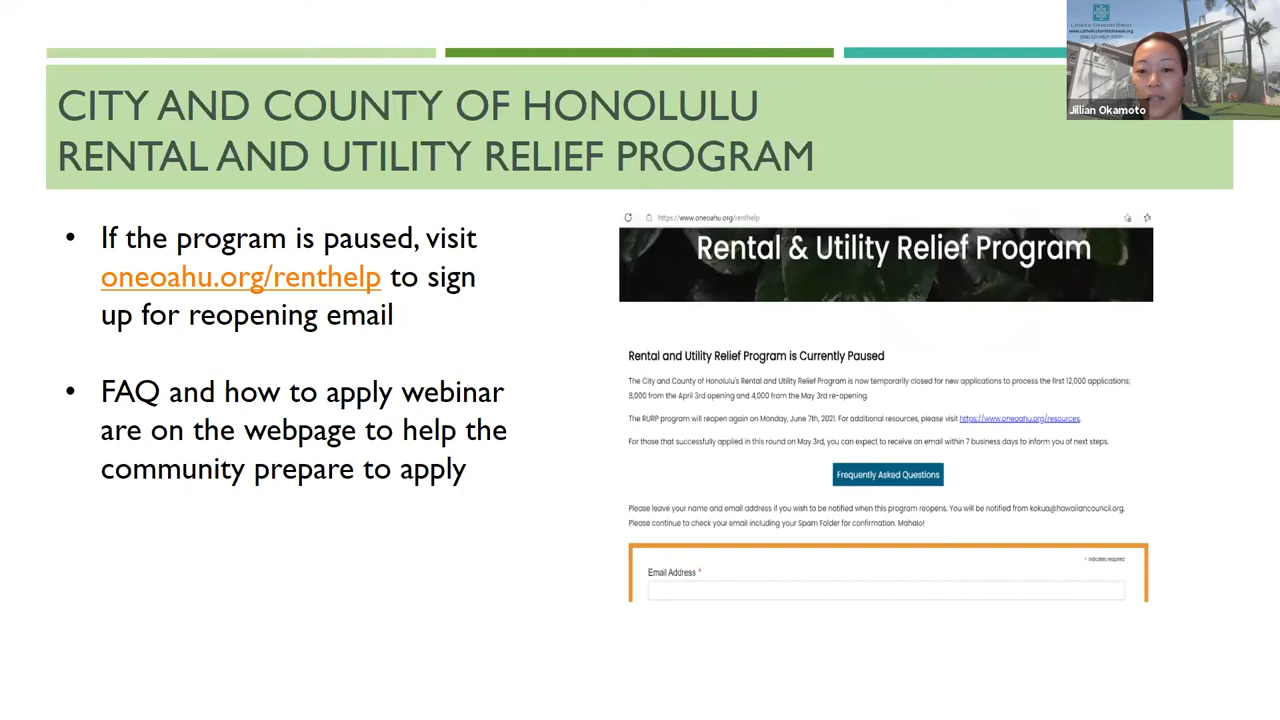 CATHOLIC CHARITIES HAWAII
www.catholiccharitieshawaii.org
Jillian Okamoto
CITY AND COUNTY OF HONOLULU
RENTAL AND UTILITY RELIEF PROGRAM
• If the program is paused, visit
oneoahu.org/renthelp to sign
up for reopening email
• FAQ and how to apply webinar
are on the webpage to help the
community prepare to apply
https://www.oneoahu.org/renthelp
Rental & Utility Relief Program
Rental and Utility Relief Program is Currently Paused
The City and County of Honolulu's Rental and Utility Relief Program is now temporarily closed for new applications to process the first 12,000 applications;
8,000 from the April 3rd opening and 4,000 from the May 3rd re-opening.
The RURP program will reopen again on Monday, June 7th, 2021. For additional resources, please visit https://www.oneoahu.org/resources.
For those that successfully applied in this round on May 3rd, you can expect to receive an email within 7 business days to inform you of next steps.
Frequently Asked Questions
Please leave your name and email address if you wish to be notified when this program reopens. You will be notified from kokua@hawaiiancouncil.org.
Please continue to check your email including your Spam Folder for confirmation. Mahalo!
* indicates required
Email Address *